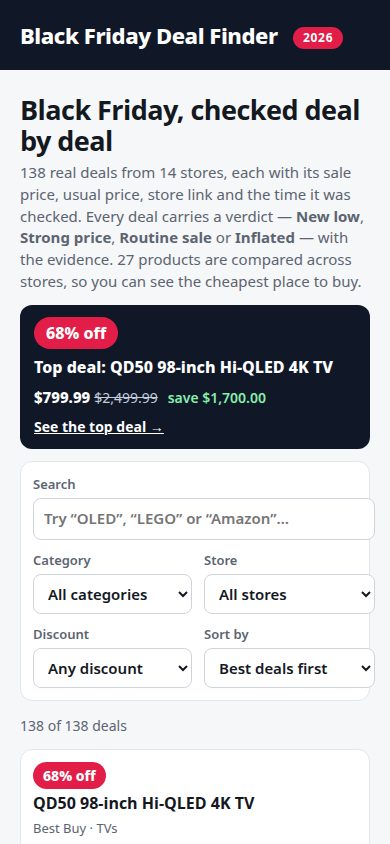 Black Friday Deal Finder 2026
Black Friday, checked deal
by deal
138 real deals from 14 stores, each with its sale
price, usual price, store link and the time it was
checked. Every deal carries a verdict — New low,
Strong price, Routine sale or Inflated — with
the evidence. 27 products are compared across
stores, so you can see the cheapest place to buy.
68% off
Top deal: QD50 98-inch Hi-QLED 4K TV
$799.99 $2,499.99 save $1,700.00
See the top deal →
Search
Try “OLED”, “LEGO” or “Amazon”…
Category Store
All categories All stores
Discount Sort by
Any discount Best deals first
138 of 138 deals
68% off
QD50 98-inch Hi-QLED 4K TV
Best Buy · TVs